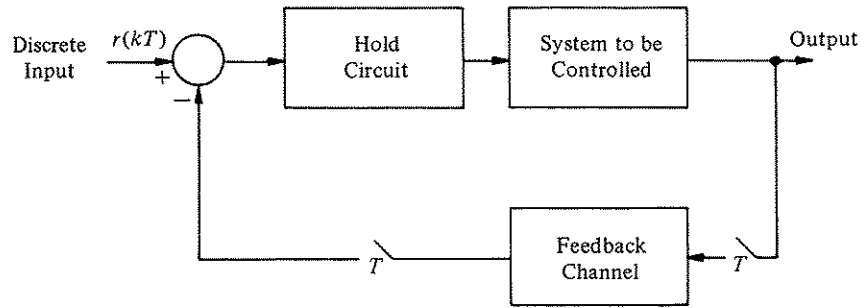 Discrete
Input
r(kT)
+
−
Hold
Circuit
System to be
Controlled
Output
T
Feedback
Channel
T